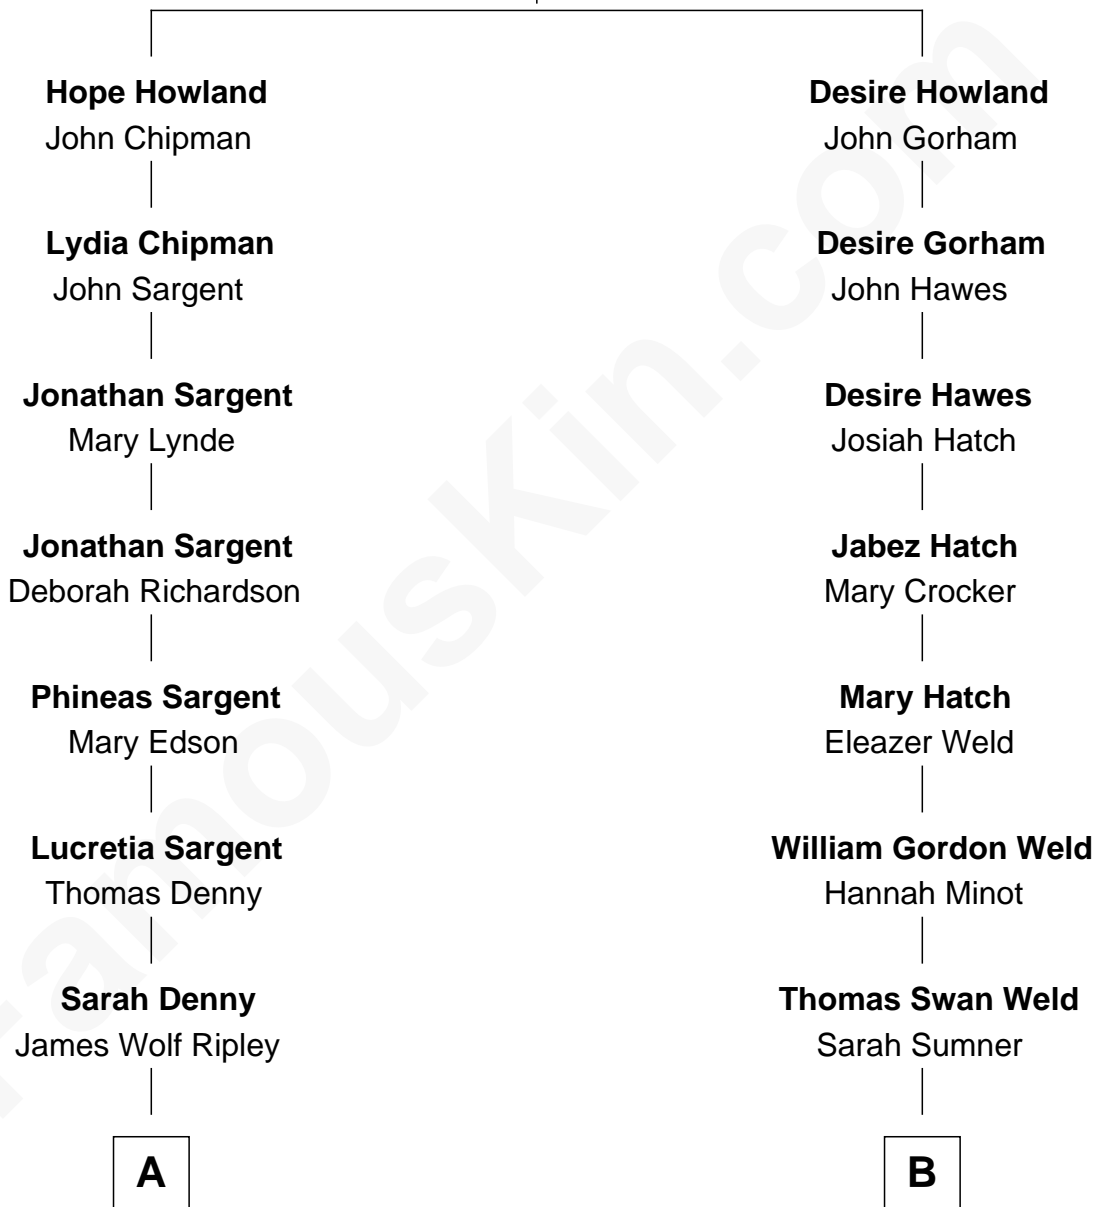 Hope Howland
John Chipman
Desire Howland
John Gorham
Lydia Chipman
John Sargent
Desire Gorham
John Hawes
Jonathan Sargent
Mary Lynde
Desire Hawes
Josiah Hatch
Jonathan Sargent
Deborah Richardson
Jabez Hatch
Mary Crocker
Phineas Sargent
Mary Edson
Mary Hatch
Eleazer Weld
Lucretia Sargent
Thomas Denny
William Gordon Weld
Hannah Minot
Sarah Denny
James Wolf Ripley
Thomas Swan Weld
Sarah Sumner
A
B
FamousKin.com